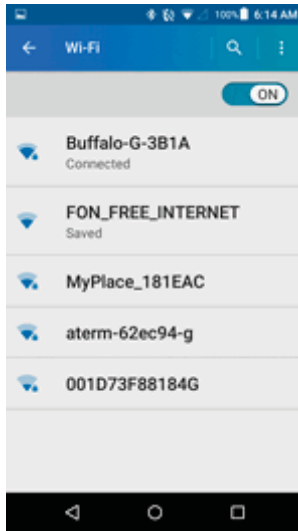 100% 6:14 AM
Wi-Fi
ON
Buffalo-G-3B1A
Connected
FON_FREE_INTERNET
Saved
MyPlace_181EAC
aterm-62ec94-g
001D73F88184G